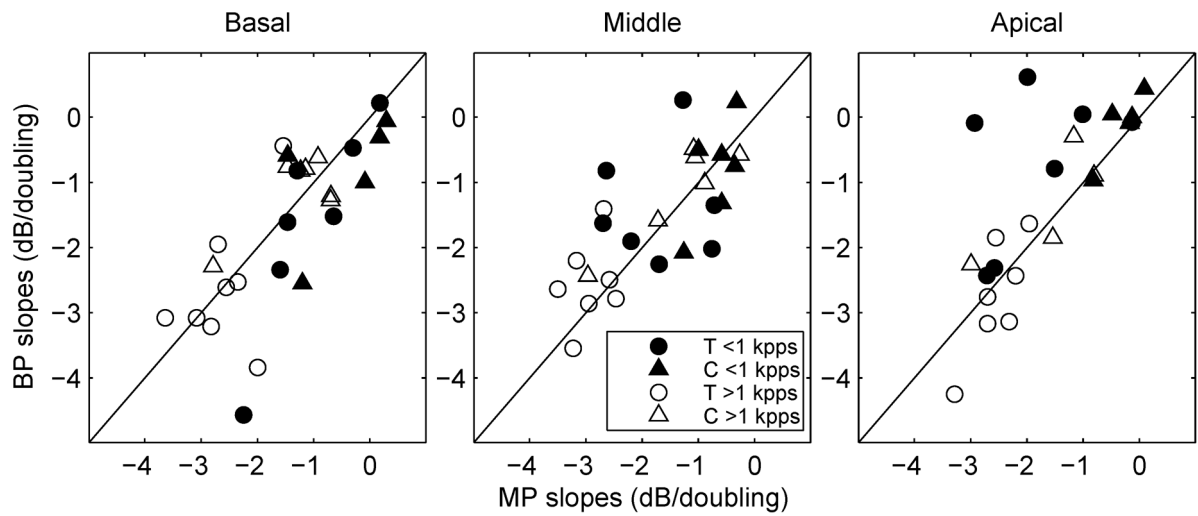 Basal Middle Apical
BP slopes (dB/doubling)
0 0 0
−1 −1 −1
−2 −2 −2
−3 −3 −3
−4 −4 −4
T <1 kpps
C <1 kpps
T >1 kpps
C >1 kpps
−4 −3 −2 −1 0 −4 −3 −2 −1 0 −4 −3 −2 −1 0
MP slopes (dB/doubling)